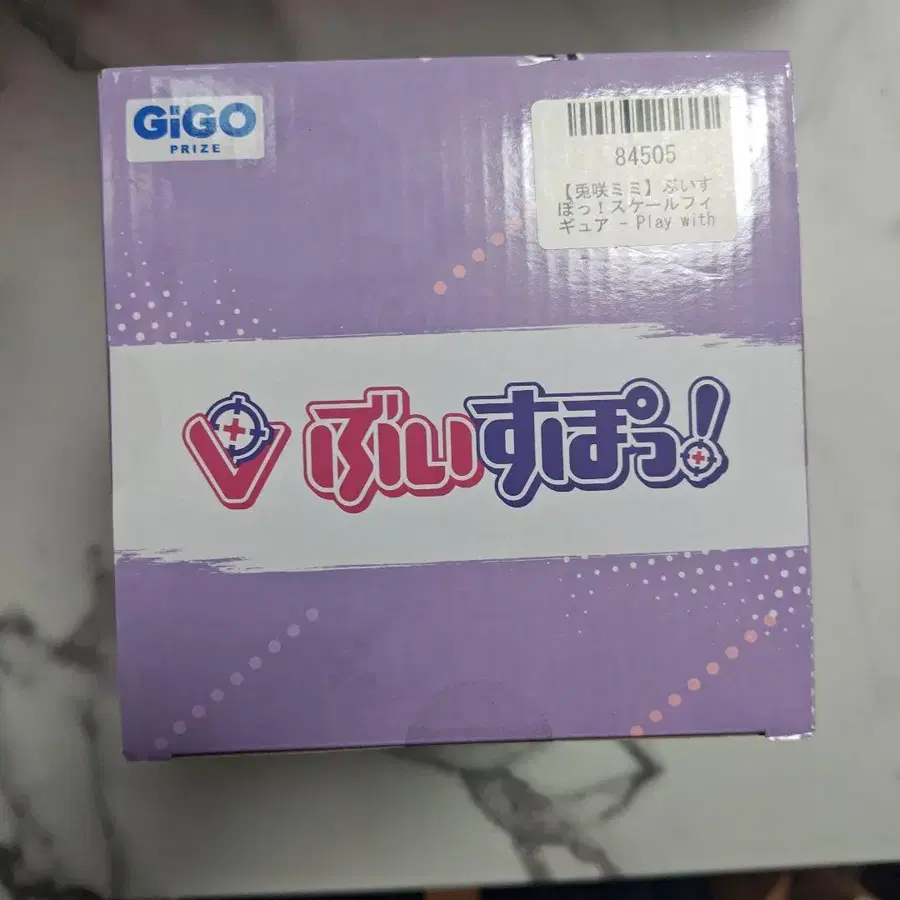 GiGO
PRIZE
84505
【兎咲ミミ】ぶいす
ぽっ！スケールフィ
ギュア - Play with
V ぶいすぽっ!